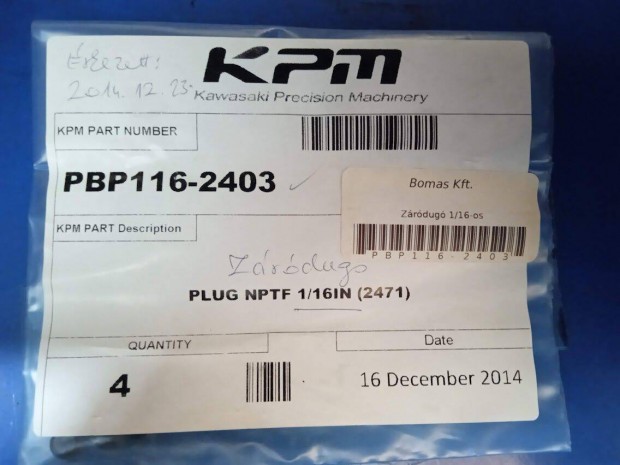 Érkezett:
2014.12.23.
KPM
Kawasaki Precision Machinery
KPM PART NUMBER
PBP116-2403
Bomas Kft.
Záródugó 1/16-os
PBP116-2403
KPM PART Description
Záródugó
PLUG NPTF 1/16IN (2471)
QUANTITY
Date
4
16 December 2014